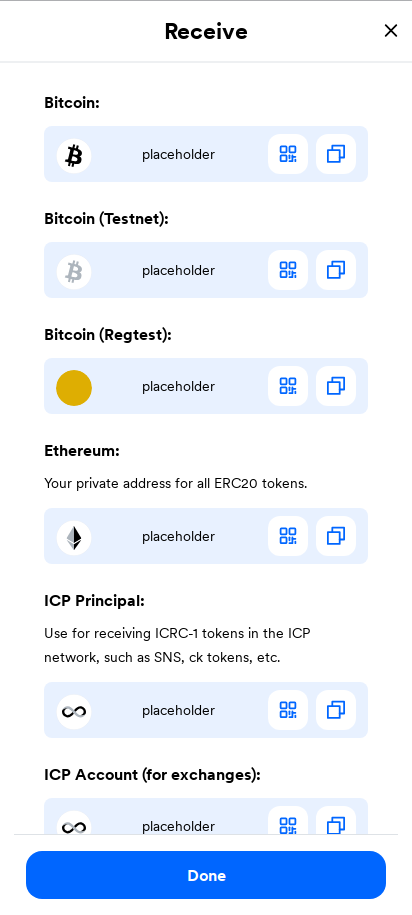 Receive
Bitcoin:
placeholder
Bitcoin (Testnet):
placeholder
Bitcoin (Regtest):
placeholder
Ethereum:
Your private address for all ERC20 tokens.
placeholder
ICP Principal:
Use for receiving ICRC-1 tokens in the ICP
network, such as SNS, ck tokens, etc.
placeholder
ICP Account (for exchanges):
placeholder
Done